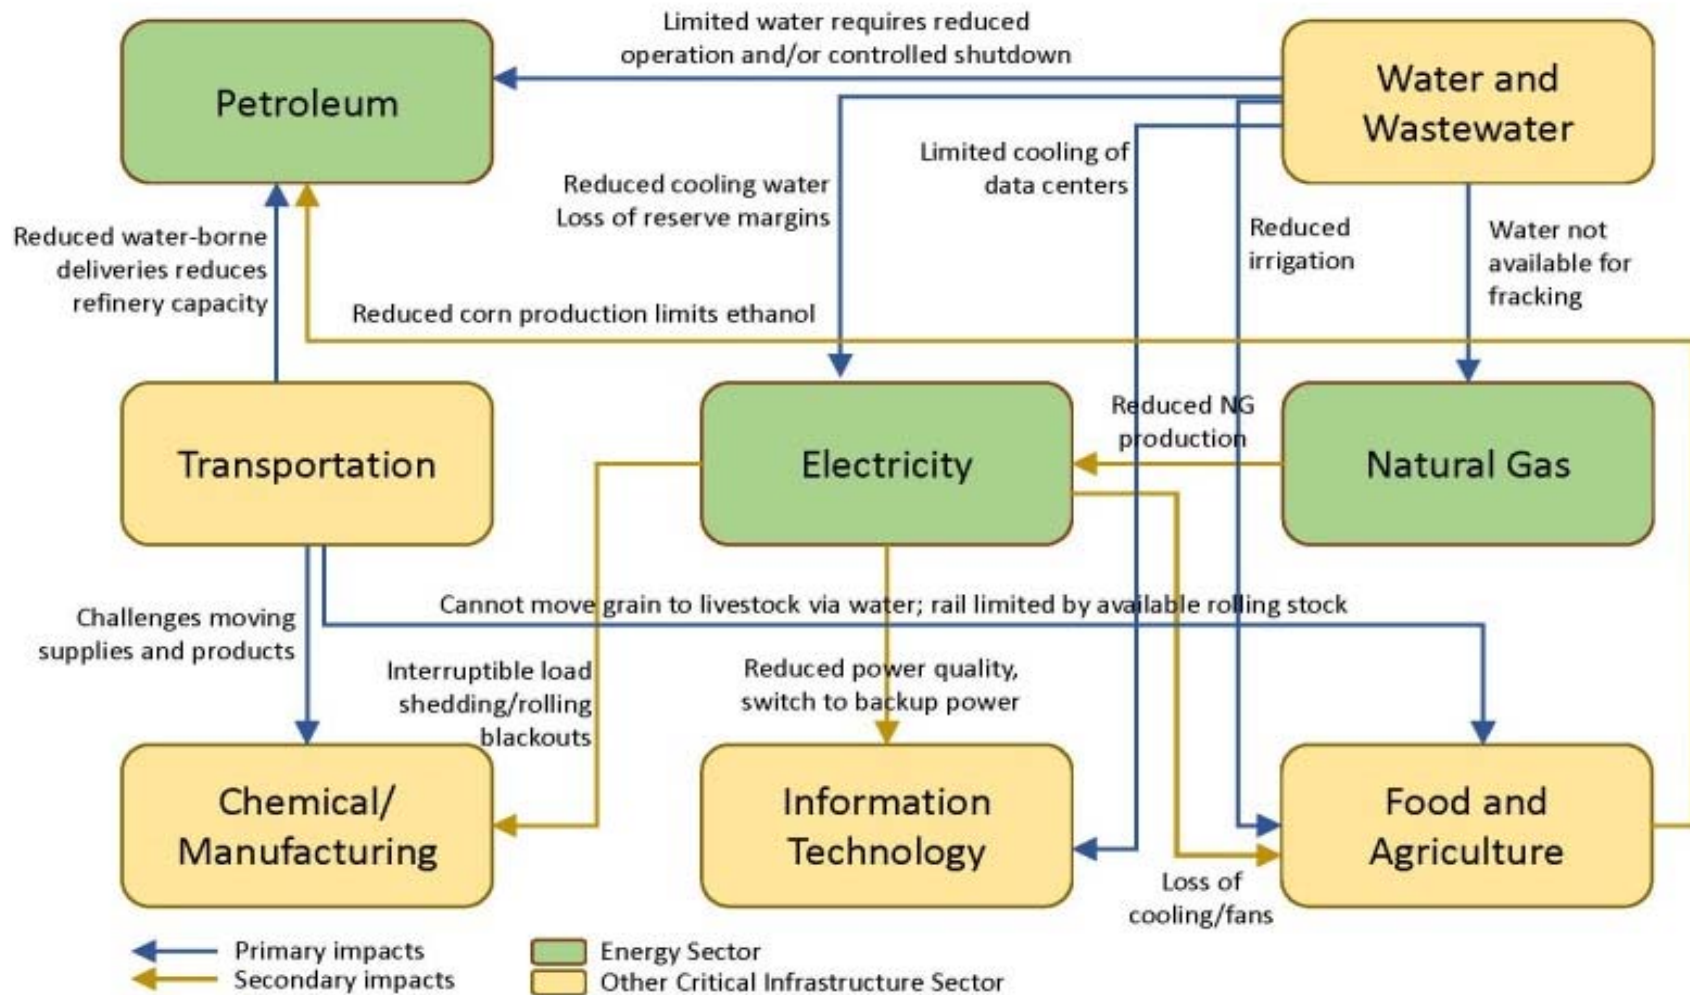 Limited water requires reduced
operation and/or controlled shutdown
Petroleum
Water and
Wastewater
Limited cooling of
data centers
Reduced cooling water
Loss of reserve margins
Reduced water-borne
deliveries reduces
refinery capacity
Reduced
irrigation
Water not
available for
fracking
Reduced corn production limits ethanol
Transportation
Electricity
Reduced NG
production
Natural Gas
Challenges moving
supplies and products
Cannot move grain to livestock via water; rail limited by available rolling stock
Interruptible load
shedding/rolling
blackouts
Reduced power quality,
switch to backup power
Chemical/
Manufacturing
Information
Technology
Food and
Agriculture
Loss of
cooling/fans
Primary impacts
Secondary impacts
Energy Sector
Other Critical Infrastructure Sector